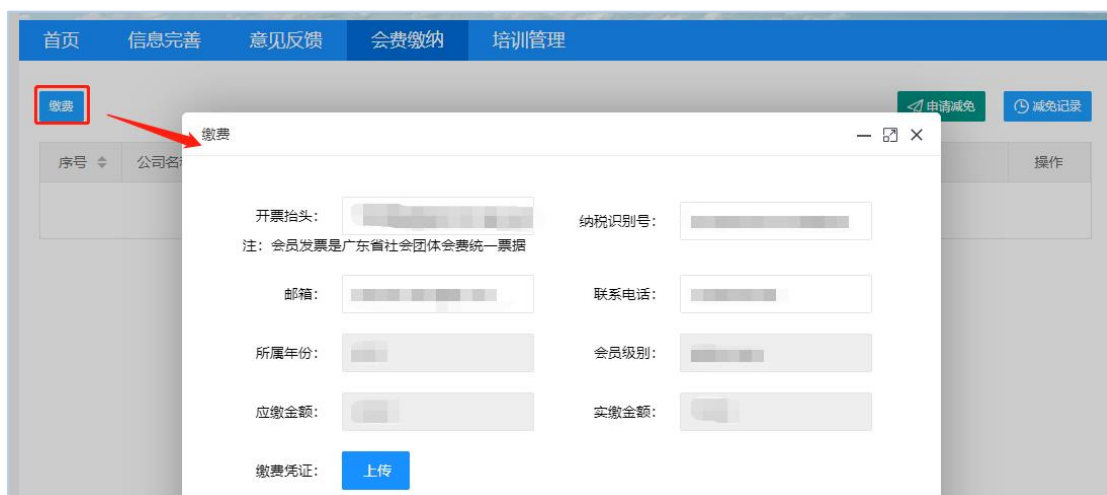 首页 信息完善 意见反馈 会费缴纳 培训管理
缴费 申请减免 减免记录
缴费
序号 公司名 操作
开票抬头： 纳税识别号：
注：会员发票是广东省社会团体会费统一票据
邮箱： 联系电话：
所属年份： 会员级别：
应缴金额： 实缴金额：
缴费凭证： 上传